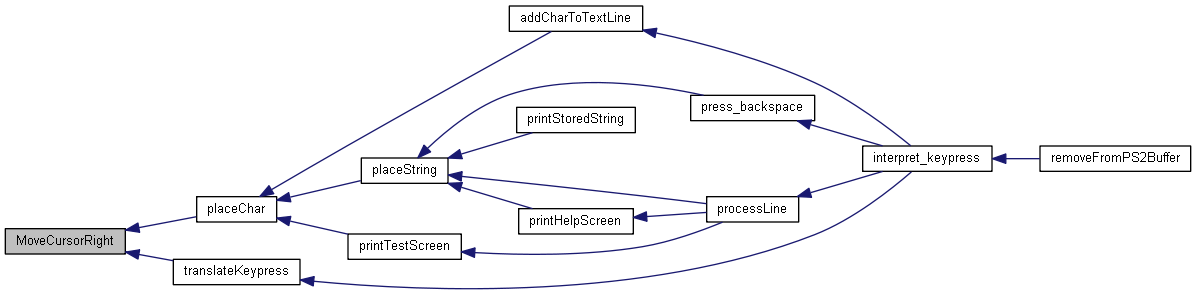 addCharToTextLine
press_backspace
printStoredString
interpret_keypress
removeFromPS2Buffer
placeString
placeChar
processLine
printHelpScreen
MoveCursorRight
printTestScreen
translateKeypress